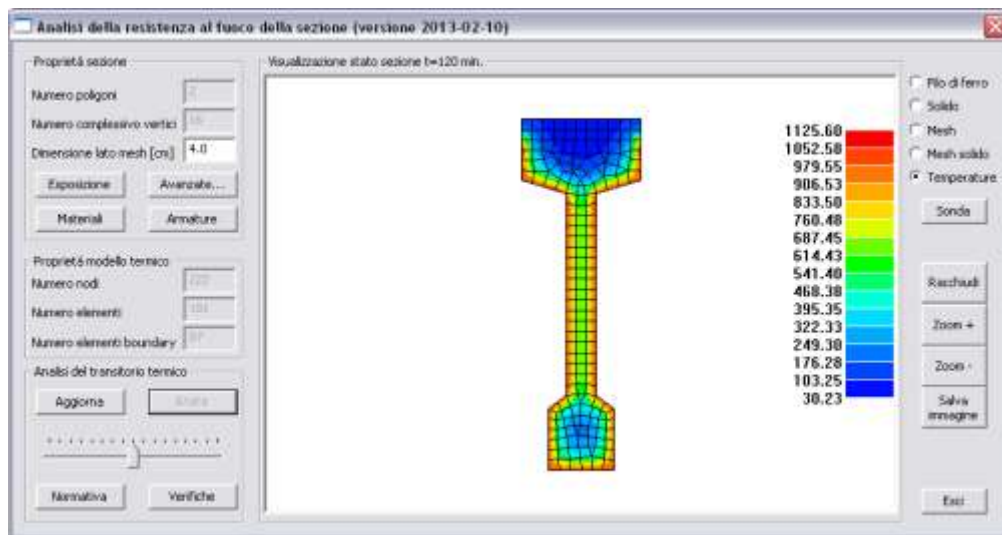 Analisi della resistenza al fuoco della sezione (versione 2013-02-10)
Proprietà sezione
Numero poligoni 2
Numero complessivo vertici
Dimensione lato mesh [cm] 4.0
Esposizione
Avanzate...
Materiali
Armature
Proprietà modello termico
Numero nodi
Numero elementi
Numero elementi boundary
Analisi del transitorio termico
Aggiorna
Normativa
Verifiche
Visualizzazione stato sezione t=120 min.
1125.60
1052.58
979.55
906.53
833.50
760.48
687.45
614.43
541.40
468.38
395.35
322.33
249.30
176.28
103.25
30.23
Filo di ferro
Solido
Mesh
Mesh solido
Temperature
Sonda
Racchiudi
Zoom +
Zoom -
Salva
immagine
Esci